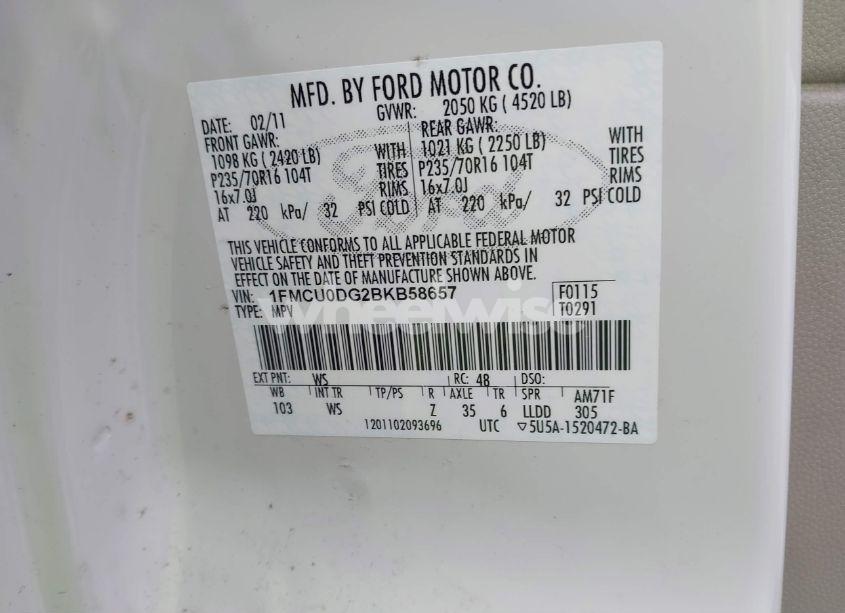 MFD. BY FORD MOTOR CO.
DATE: 02/11 GVWR: 2050 KG ( 4520 LB)
FRONT GAWR: REAR GAWR:
1098 KG ( 2420 LB) WITH 1021 KG ( 2250 LB) WITH
P235/70R16 104T TIRES P235/70R16 104T TIRES
16x7.0J RIMS 16x7.0J RIMS
AT 220 kPa/ 32 PSI COLD AT 220 kPa/ 32 PSI COLD
Ford
THIS VEHICLE CONFORMS TO ALL APPLICABLE FEDERAL MOTOR
VEHICLE SAFETY AND THEFT PREVENTION STANDARDS IN
EFFECT ON THE DATE OF MANUFACTURE SHOWN ABOVE.
VIN: 1FMCU0DG2BKB58657 F0115
TYPE: MPV T0291
wheelwise
EXT PNT: WS RC: 48 DSO:
WB INT TR TP/PS R AXLE TR SPR AM71F
103 WS Z 35 6 LLDD 305
1201102093696 UTC ▽5U5A-1520472-BA